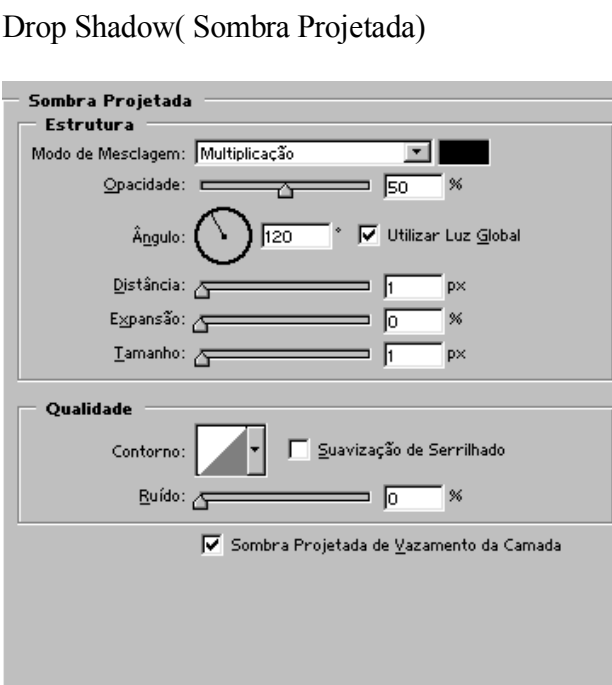 Drop Shadow( Sombra Projetada)
Sombra Projetada
Estrutura
Modo de Mesclagem: Multiplicação
Opacidade: 50 %
Ângulo: 120 ° Utilizar Luz Global
Distância: 1 px
Expansão: 0 %
Tamanho: 1 px
Qualidade
Contorno: Suavização de Serrilhado
Ruído: 0 %
Sombra Projetada de Vazamento da Camada